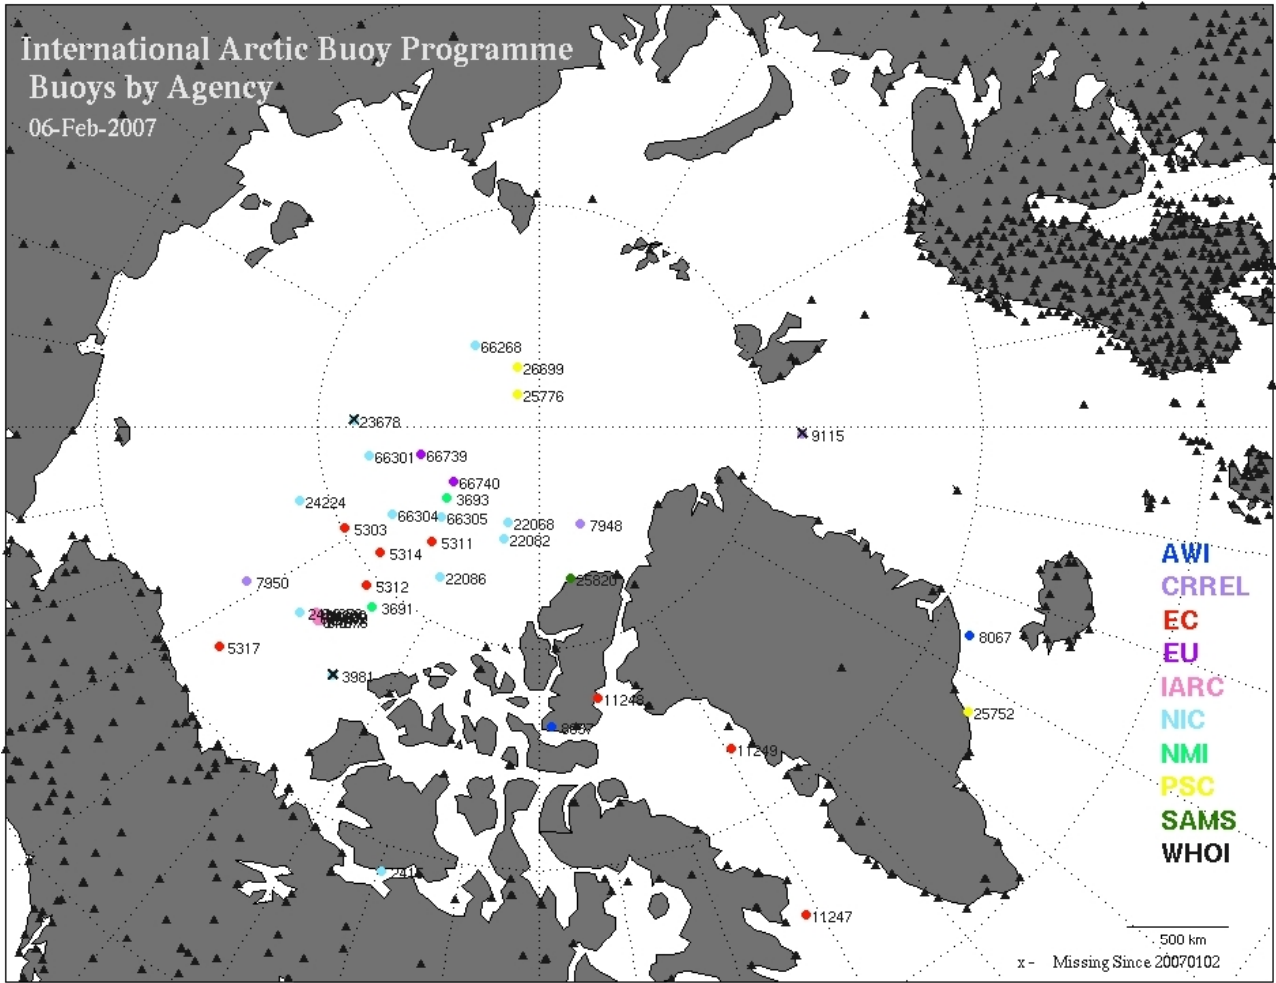 International Arctic Buoy Programme
Buoys by Agency
06-Feb-2007
66268
26699
25776
23678
9115
66301
66739
66740
3693
24224
66304
66305
22068
7948
5303
22082
5311
5314
7950
22086
25820
5312
3691
8067
5317
3981
11248
25752
11249
11247
AWI
CRREL
EC
EU
IARC
NIC
NMI
PSC
SAMS
WHOI
500 km
x - Missing Since 20070102